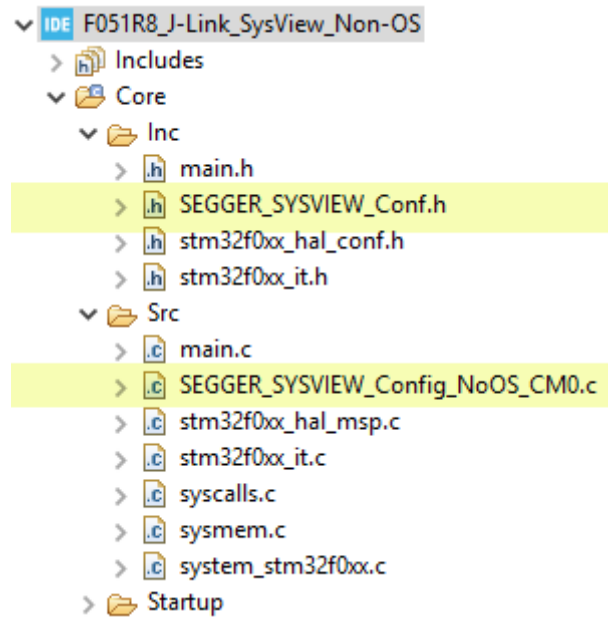 IDE F051R8_J-Link_SysView_Non-OS
h Includes
c Core
Inc
.h main.h
.h SEGGER_SYSVIEW_Conf.h
.h stm32f0xx_hal_conf.h
.h stm32f0xx_it.h
Src
.c main.c
.c SEGGER_SYSVIEW_Config_NoOS_CM0.c
.c stm32f0xx_hal_msp.c
.c stm32f0xx_it.c
.c syscalls.c
.c sysmem.c
.c system_stm32f0xx.c
Startup